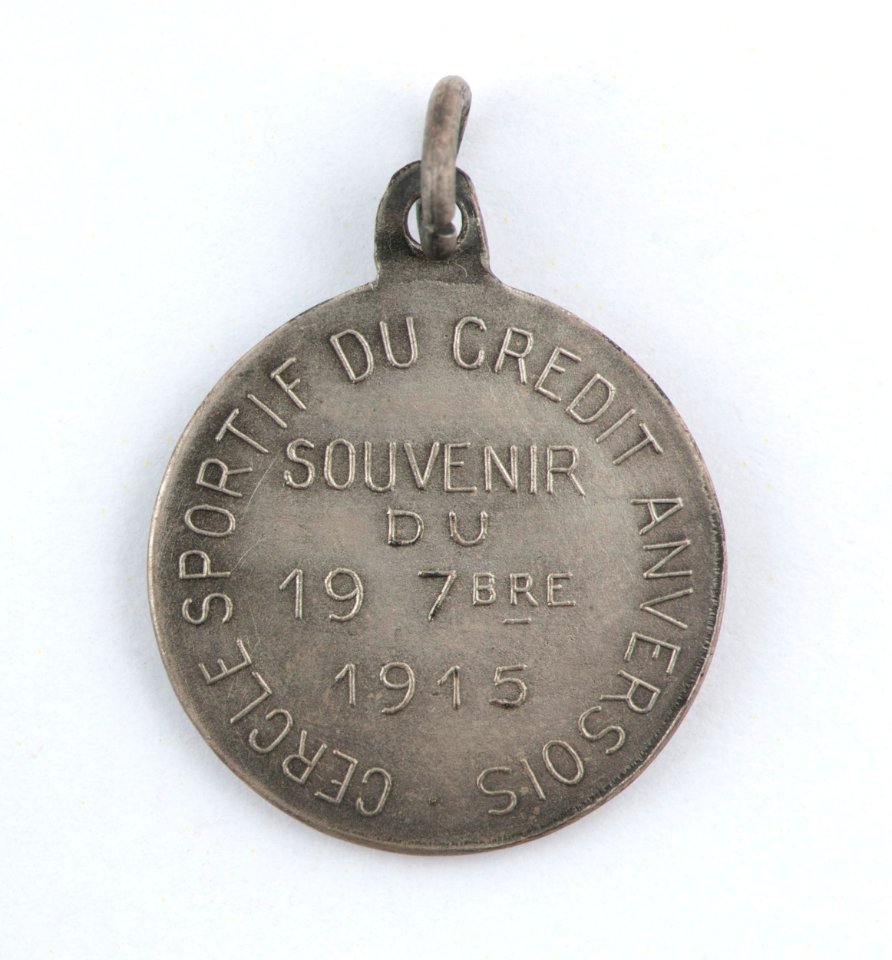 CERCLE SPORTIF DU CREDIT ANVERSOIS
SOUVENIR
DU
19 7BRE
1915